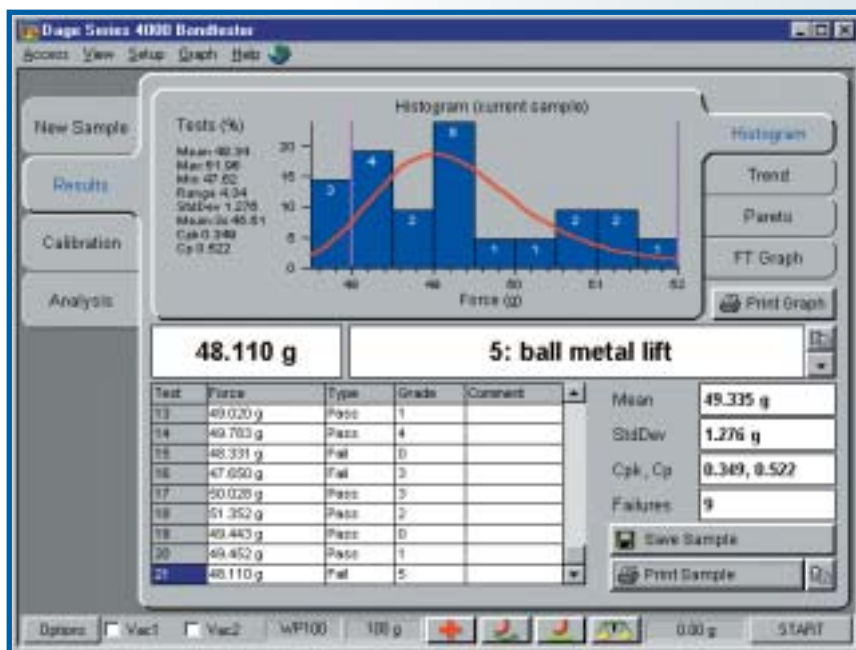 Dage Series 4000 Bondtester
Access View Setup Graph Help
New Sample
Results
Calibration
Analysis
Histogram (current sample)
Tests (%)
Mean 49.34
Max 51.96
Min 47.62
Range 4.34
StdDev 1.276
Cpk 0.349
Cp 0.522
20
15
10
5
0
3
4
2
5
1
1
2
2
1
50
51
52
Force (g)
Histogram
Trend
Pareto
FT Graph
Print Graph
48.110 g
5: ball metal lift
Test Force Type Grade Comment
13 49.020 g Pass 1
14 49.783 g Pass 4
15 48.331 g Fail 0
16 47.650 g Fail 3
17 50.028 g Pass 3
18 51.352 g Pass 2
19 49.443 g Pass 0
20 49.452 g Pass 1
21 48.110 g Fail 5
Mean 49.335 g
StdDev 1.276 g
Cpk, Cp 0.349, 0.522
Failures 9
Save Sample
Print Sample
Options Vac1 Vac2 WP100 100 g 0.00 g START